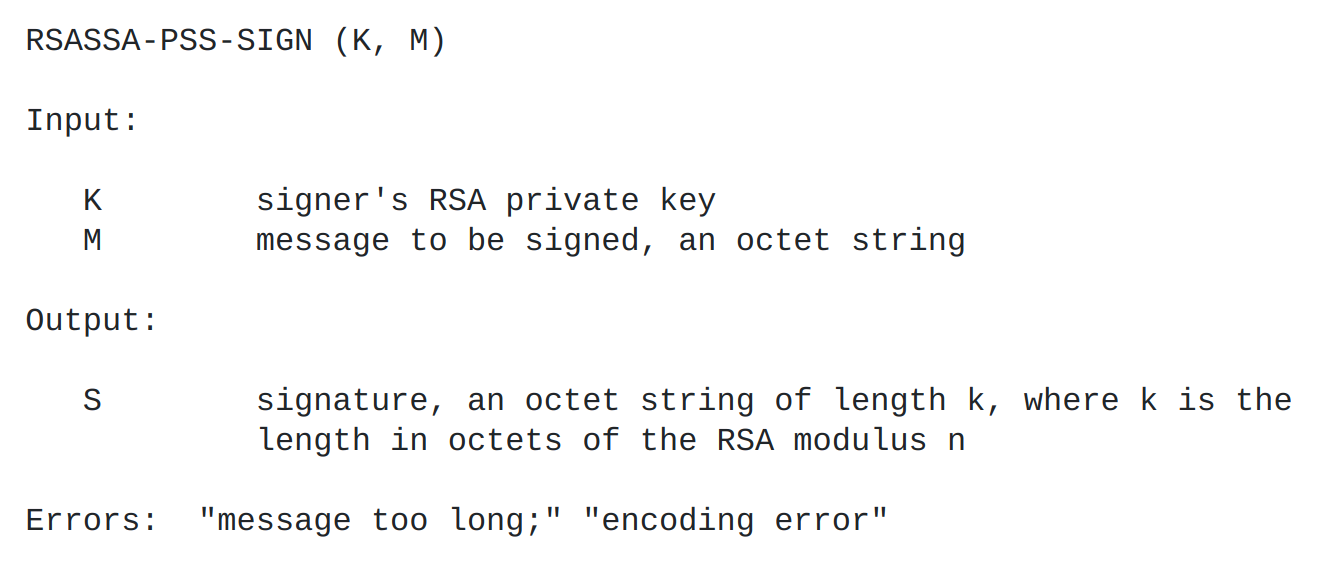 RSASSA-PSS-SIGN (K, M)
Input:
K signer's RSA private key
M message to be signed, an octet string
Output:
S signature, an octet string of length k, where k is the
length in octets of the RSA modulus n
Errors: "message too long;" "encoding error"